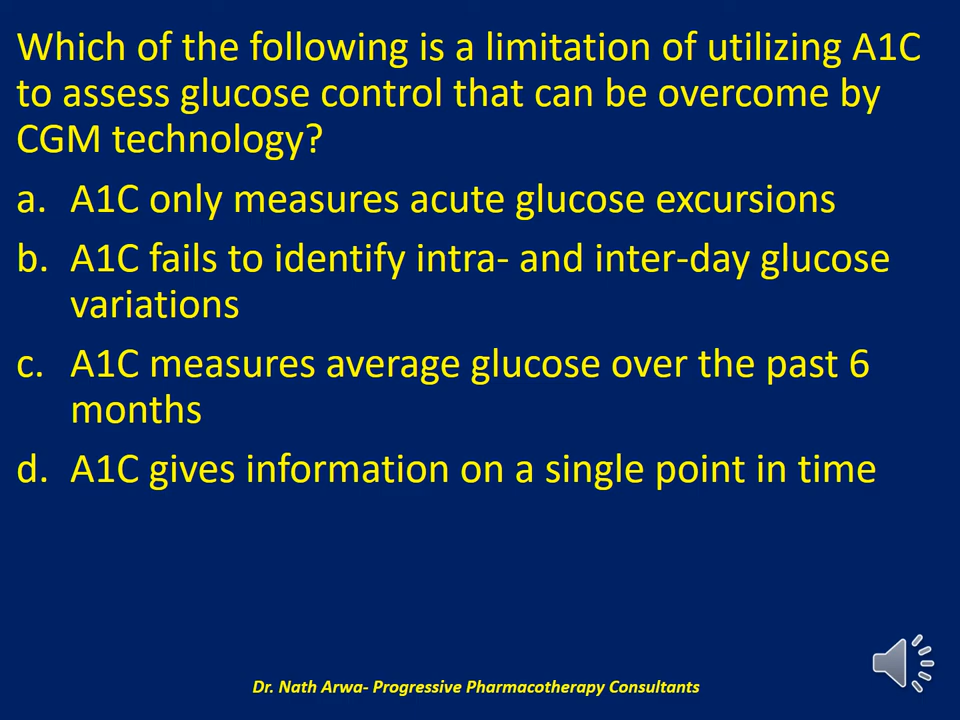 Which of the following is a limitation of utilizing A1C
to assess glucose control that can be overcome by
CGM technology?
a. A1C only measures acute glucose excursions
b. A1C fails to identify intra- and inter-day glucose
variations
c. A1C measures average glucose over the past 6
months
d. A1C gives information on a single point in time
Dr. Nath Arwa- Progressive Pharmacotherapy Consultants